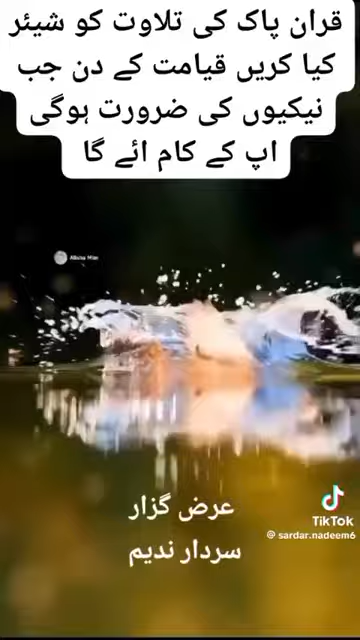 قران پاک کی تلاوت کو شیئر
کیا کریں قیامت کے دن جب
نیکیوں کی ضرورت ہوگی
اپ کے کام ائے گا
عرض گزار
سردار ندیم
TikTok
@ sardar.nadeem6